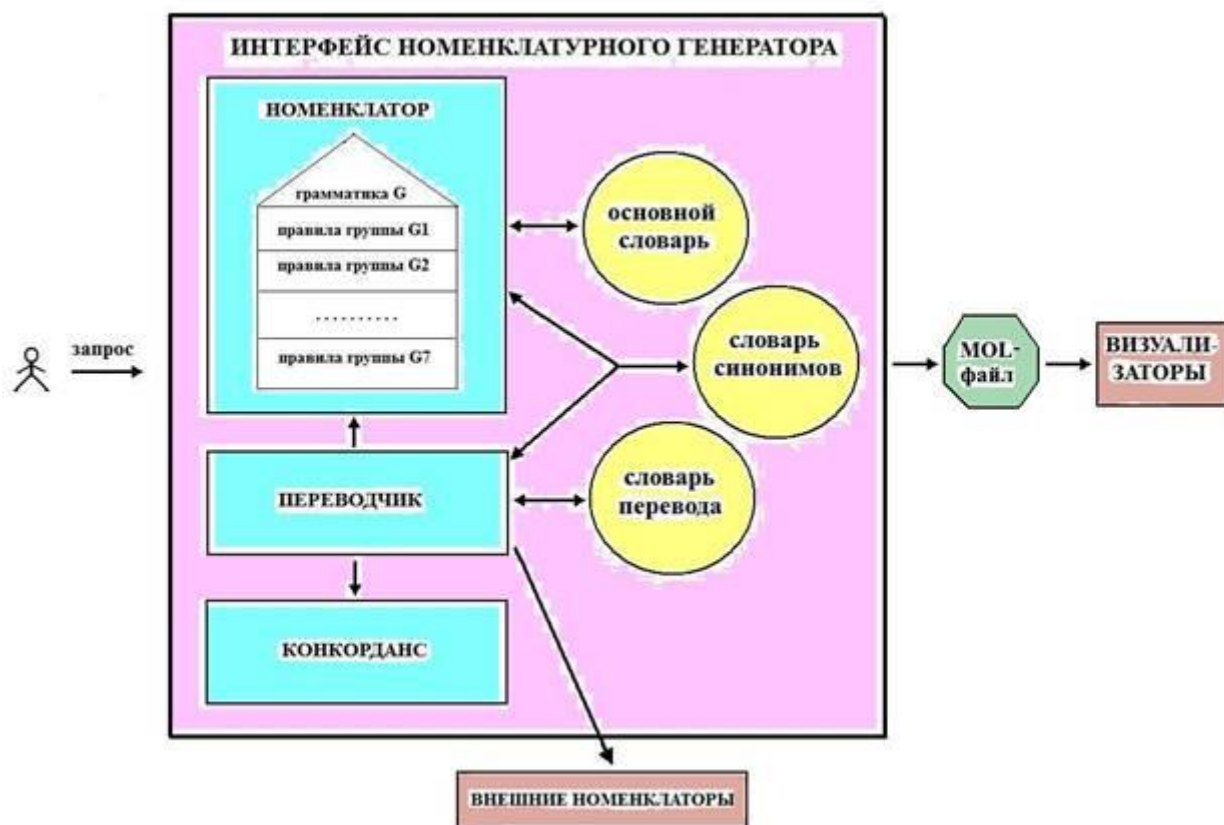 ИНТЕРФЕЙС НОМЕНКЛАТУРНОГО ГЕНЕРАТОРА
НОМЕНКЛАТОР
грамматика G
правила группы G1
правила группы G2
. . . . . . . . . .
правила группы G7
основной
словарь
запрос
словарь
синонимов
MOL-
файл
ВИЗУАЛИ-
ЗАТОРЫ
ПЕРЕВОДЧИК
словарь
перевода
КОНКОРДАНС
ВНЕШНИЕ НОМЕНКЛАТОРЫ